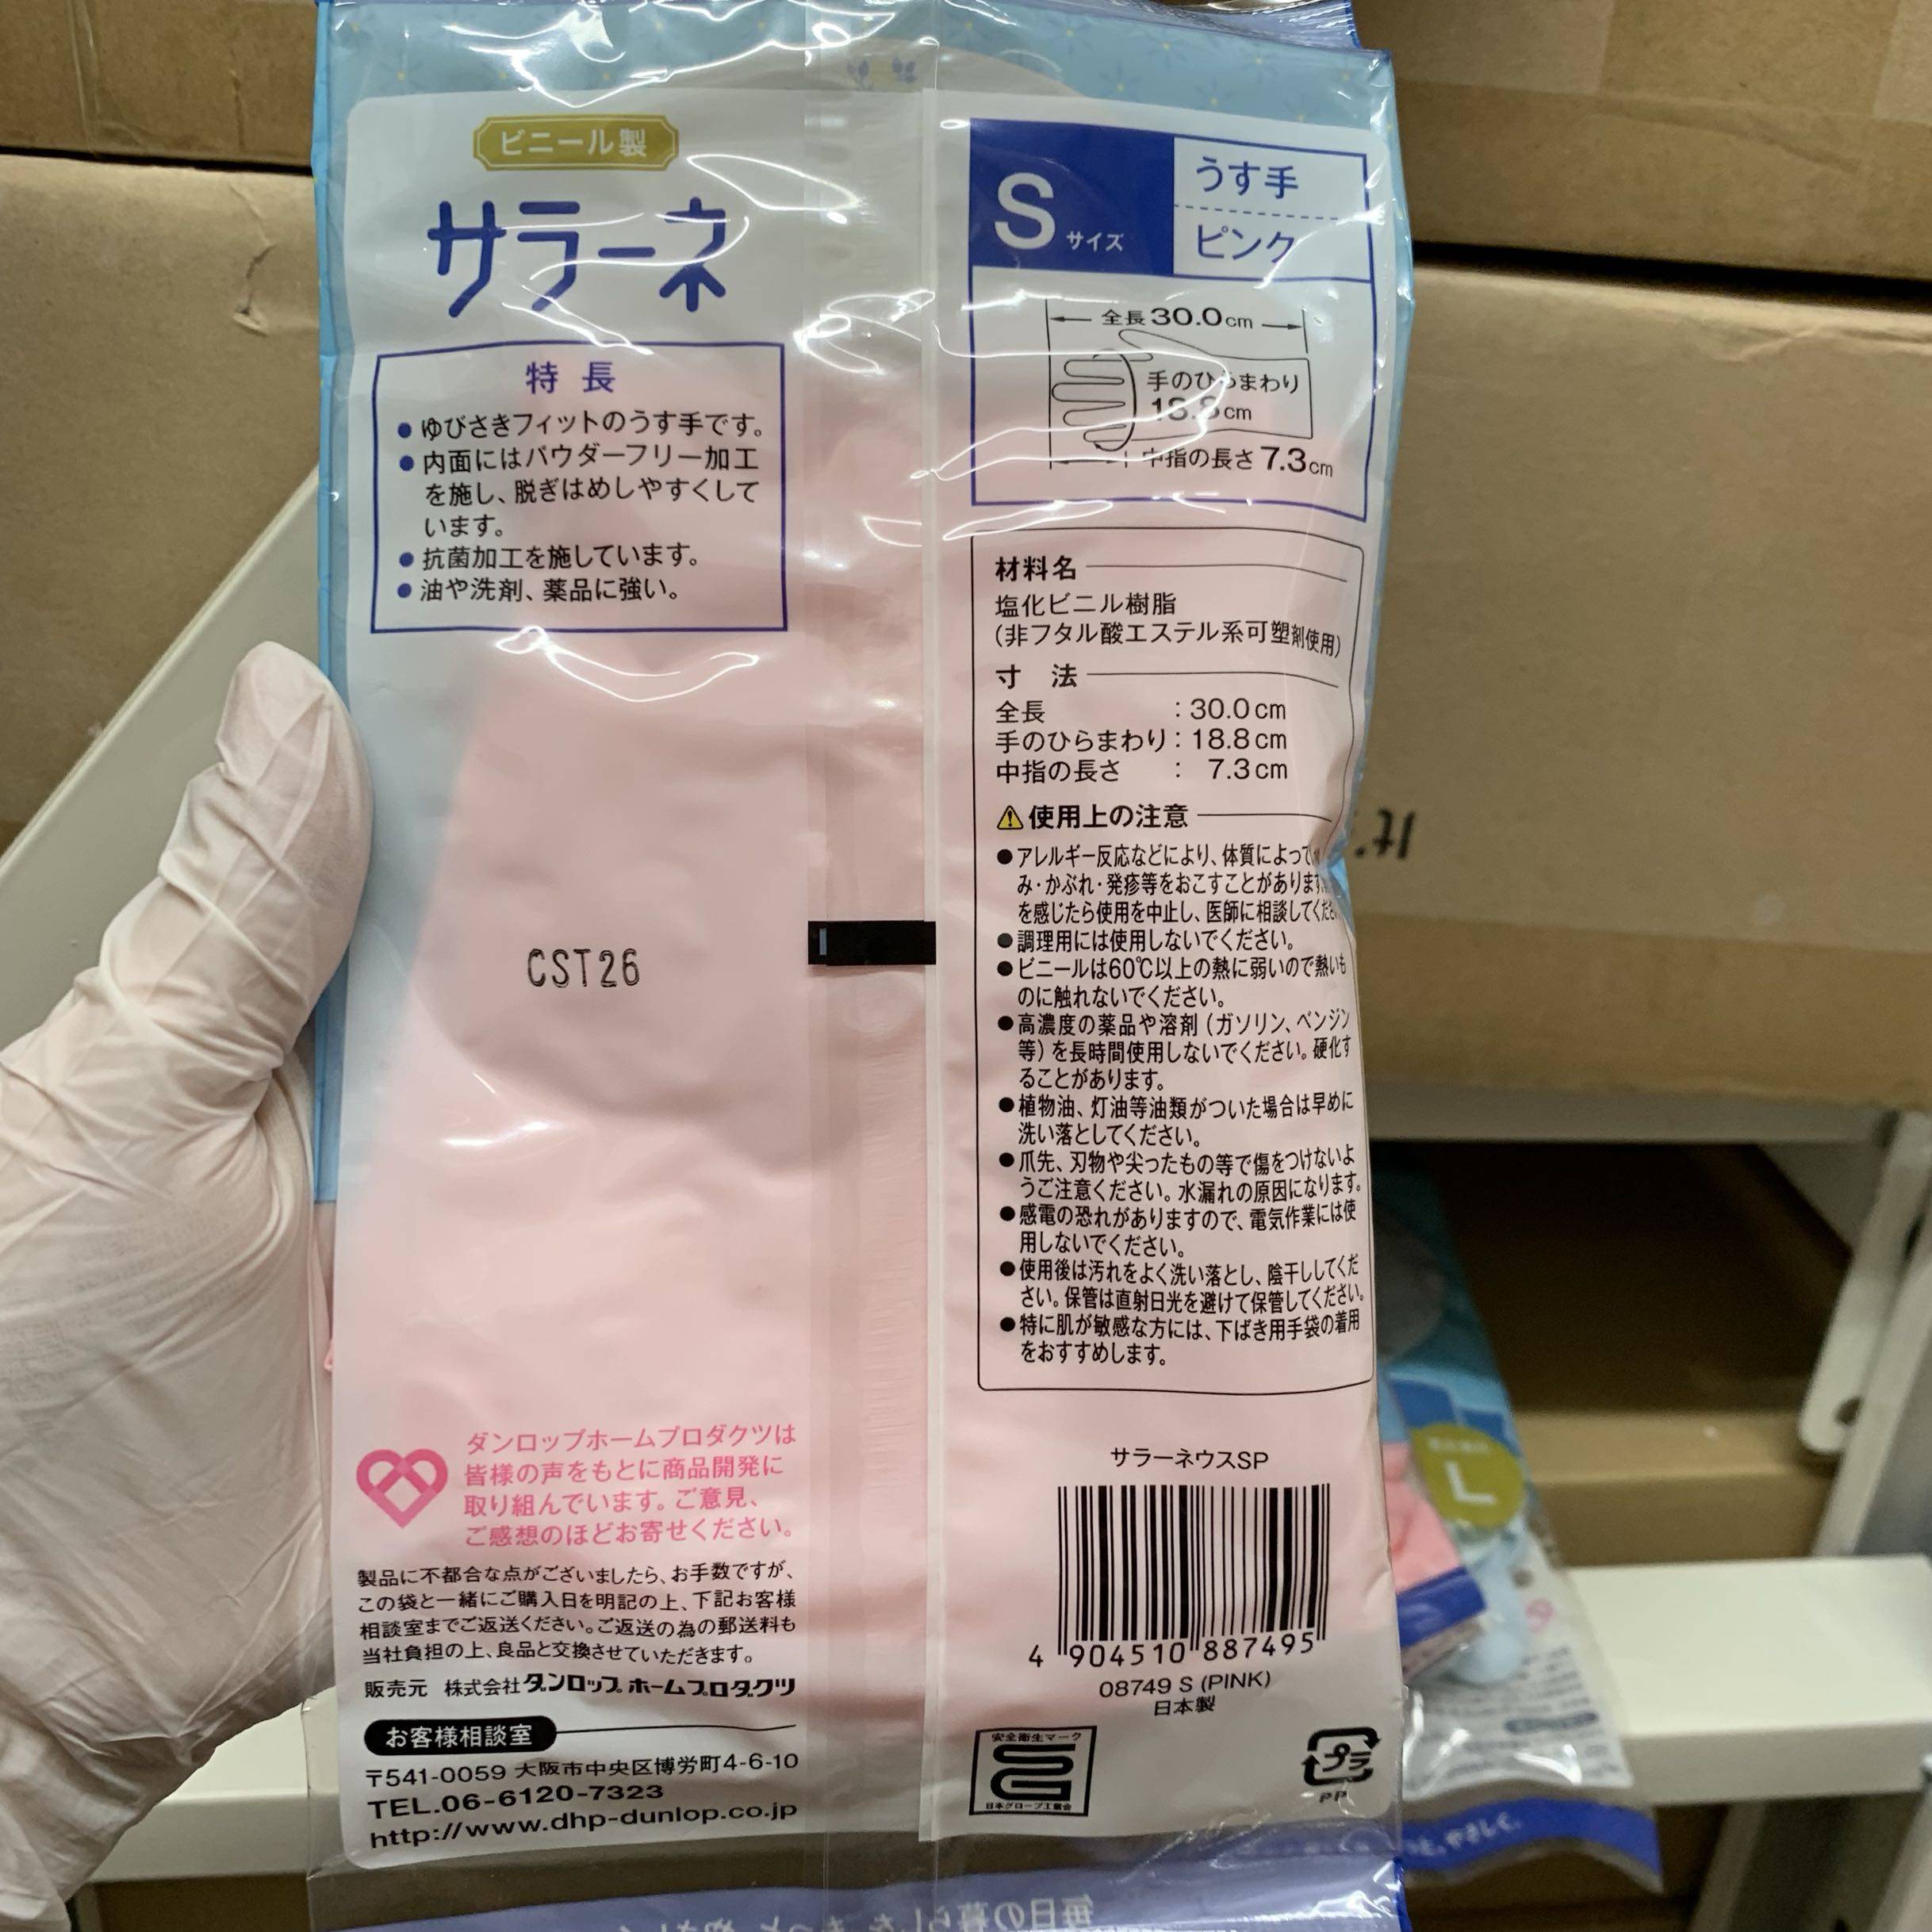 ビニール製
サラーネ
特長
●ゆびさきフィットのうす手です。
●内面にはパウダーフリー加工
を施し、脱ぎはめしやすくして
います。
●抗菌加工を施しています。
●油や洗剤、薬品に強い。
CST26
ダンロップホームプロダクツは
皆様の声をもとに商品開発に
取り組んでいます。ご意見、
ご感想のほどお寄せください。
製品に不都合な点がございましたら、お手数ですが、
この袋と一緒にご購入日を明記の上、下記お客様
相談室までご返送ください。ご返送の為の郵送料も
当社負担の上、良品と交換させていただきます。
販売元 株式会社ダンロップ ホームプロダクツ
お客様相談室
〒541-0059 大阪市中央区博労町4-6-10
TEL.06-6120-7323
http://www.dhp-dunlop.co.jp
Sサイズ
うす手
ピンク
全長30.0cm
手のひらまわり
18.8cm
中指の長さ7.3cm
材料名
塩化ビニル樹脂
(非フタル酸エステル系可塑剤使用)
寸 法
全長 : 30.0cm
手のひらまわり : 18.8cm
中指の長さ : 7.3cm
使用上の注意
●アレルギー反応などにより、体質によって
み・かぶれ・発疹等をおこすことがあります
を感じたら使用を中止し、医師に相談してくだ
●調理用には使用しないでください。
●ビニールは60℃以上の熱に弱いので熱いも
のに触れないでください。
●高濃度の薬品や溶剤(ガソリン、ベンジン
等)を長時間使用しないでください。硬化す
ることがあります。
●植物油、灯油等油類がついた場合は早めに
洗い落としてください。
●爪先、刃物や尖ったもの等で傷をつけないよ
うご注意ください。水漏れの原因になります。
●感電の恐れがありますので、電気作業には使
用しないでください。
●使用後は汚れをよく洗い落とし、陰干ししてくだ
さい。保管は直射日光を避けて保管してください。
●特に肌が敏感な方には、下ばき用手袋の着用
をおすすめします。
サラーネウスSP
4 904510 887495
08749 S (PINK)
日本製
安全衛生マーク
日本グローブ工業会
プラ
PP
L